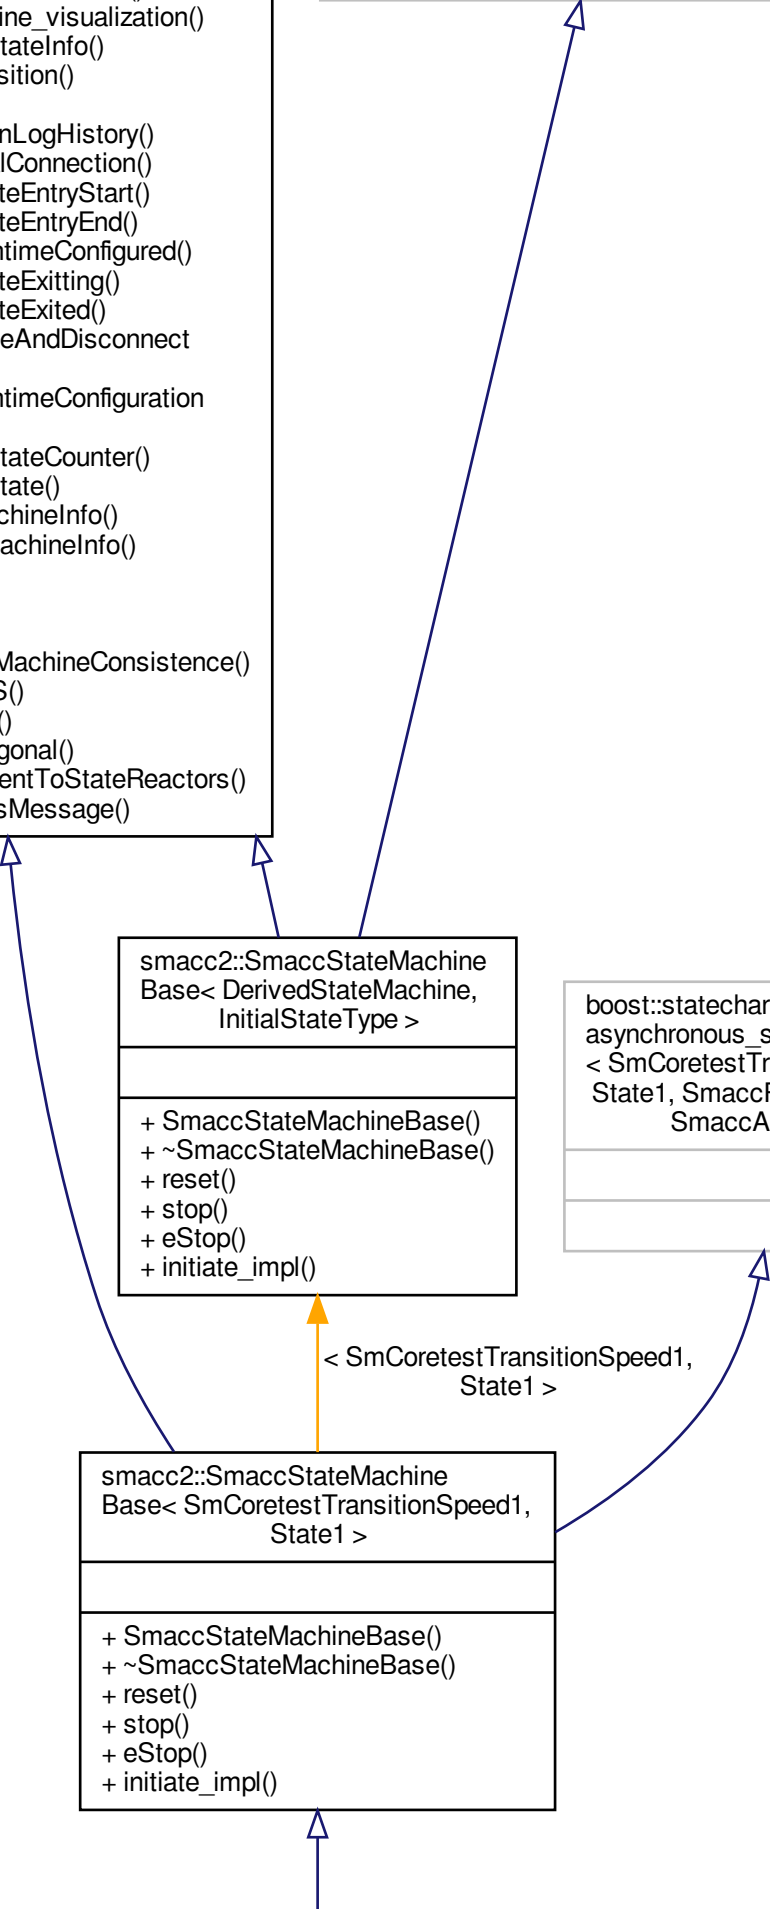 ine_visualization()
tateInfo()
sition()
nLogHistory()
lConnection()
teEntryStart()
teEntryEnd()
ntimeConfigured()
teExitting()
teExited()
eAndDisconnect
ntimeConfiguration
tateCounter()
tate()
chineInfo()
achineInfo()
MachineConsistence()
S()
()
gonal()
entToStateReactors()
sMessage()
smacc2::SmaccStateMachine
Base< DerivedStateMachine,
InitialStateType >
+ SmaccStateMachineBase()
+ ~SmaccStateMachineBase()
+ reset()
+ stop()
+ eStop()
+ initiate_impl()
boost::statechar
asynchronous_s
< SmCoretestTr
State1, SmaccF
SmaccA
< SmCoretestTransitionSpeed1,
State1 >
smacc2::SmaccStateMachine
Base< SmCoretestTransitionSpeed1,
State1 >
+ SmaccStateMachineBase()
+ ~SmaccStateMachineBase()
+ reset()
+ stop()
+ eStop()
+ initiate_impl()